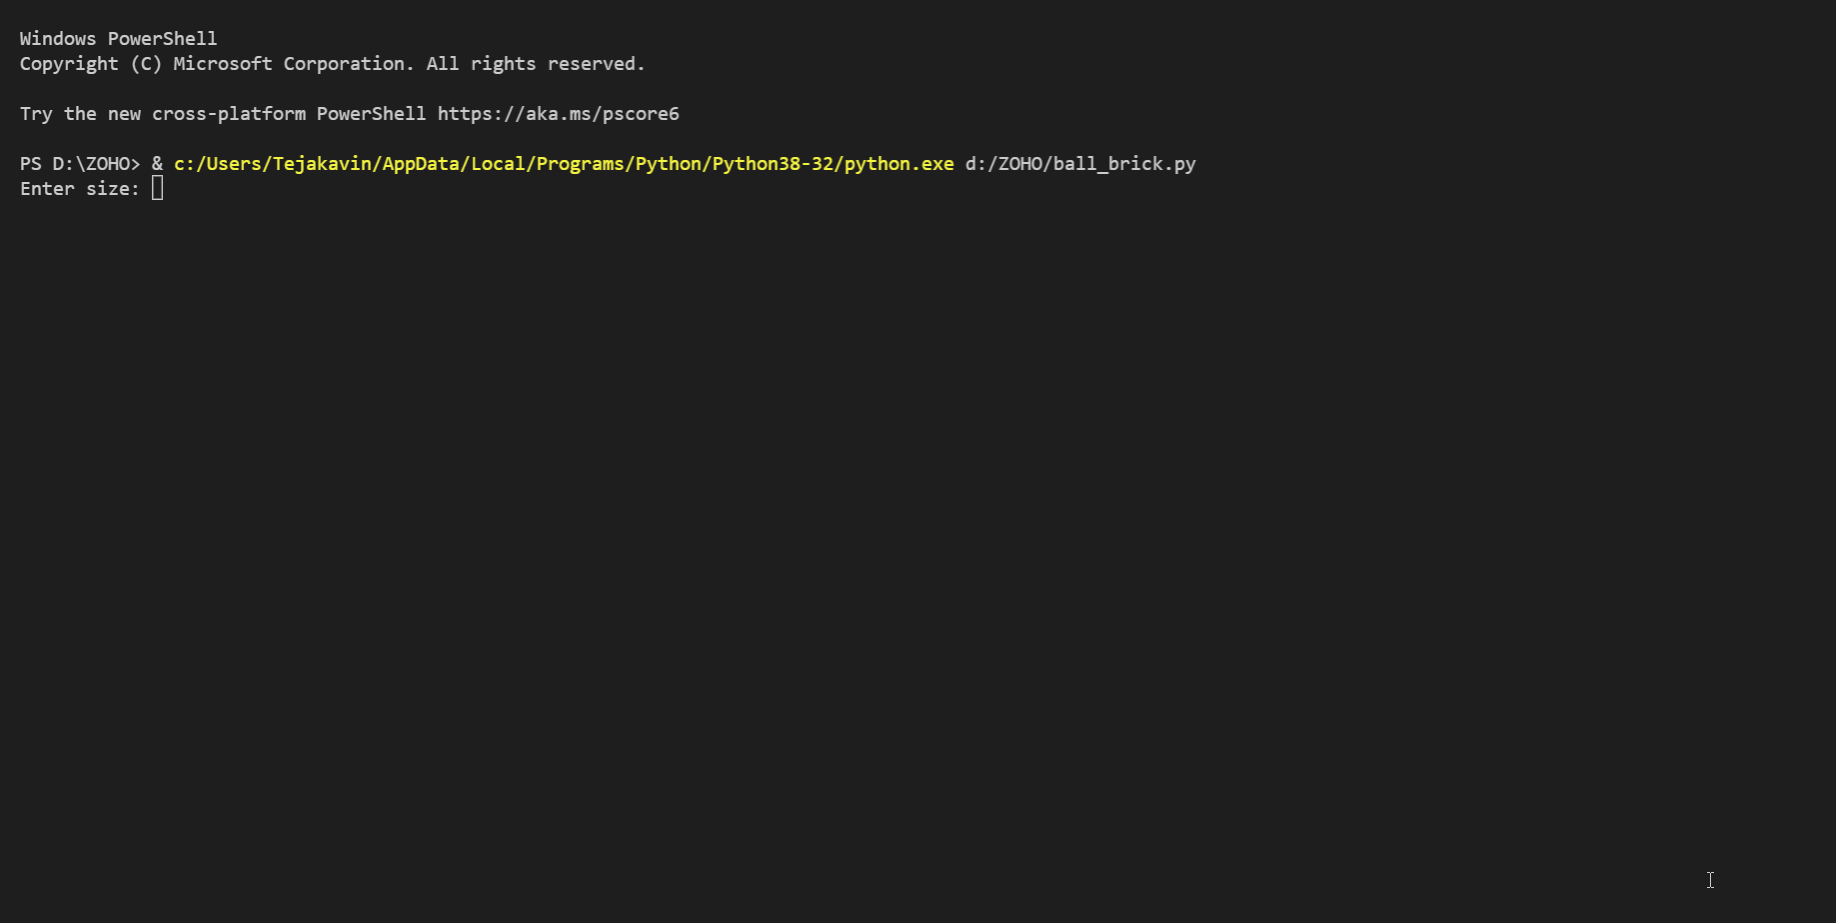 Windows PowerShell
Copyright (C) Microsoft Corporation. All rights reserved.
Try the new cross-platform PowerShell https://aka.ms/pscore6
PS D:\ZOHO> & c:/Users/Tejakavin/AppData/Local/Programs/Python/Python38-32/python.exe d:/ZOHO/ball_brick.py
Enter size: